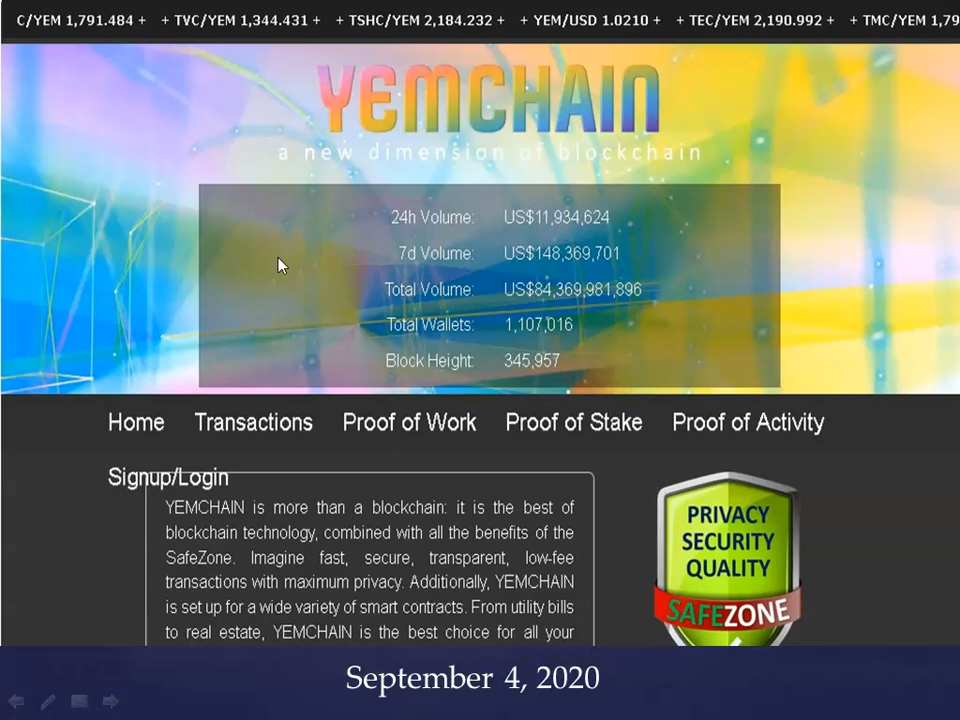 C/YEM 1,791.484 + + TVC/YEM 1,344.431 + + TSHC/YEM 2,184.232 + + YEM/USD 1.0210 + + TEC/YEM 2,190.992 + + TMC/YEM 1,79
YEMCHAIN
a new dimension of blockchain
24h Volume: US$11,934,624
7d Volume: US$148,369,701
Total Volume: US$84,369,981,896
Total Wallets: 1,107,016
Block Height: 345,957
Home Transactions Proof of Work Proof of Stake Proof of Activity
Signup/Login
YEMCHAIN is more than a blockchain: it is the best of
blockchain technology, combined with all the benefits of the
SafeZone. Imagine fast, secure, transparent, low-fee
transactions with maximum privacy. Additionally, YEMCHAIN
is set up for a wide variety of smart contracts. From utility bills
to real estate, YEMCHAIN is the best choice for all your
PRIVACY
SECURITY
QUALITY
SAFEZONE
September 4, 2020